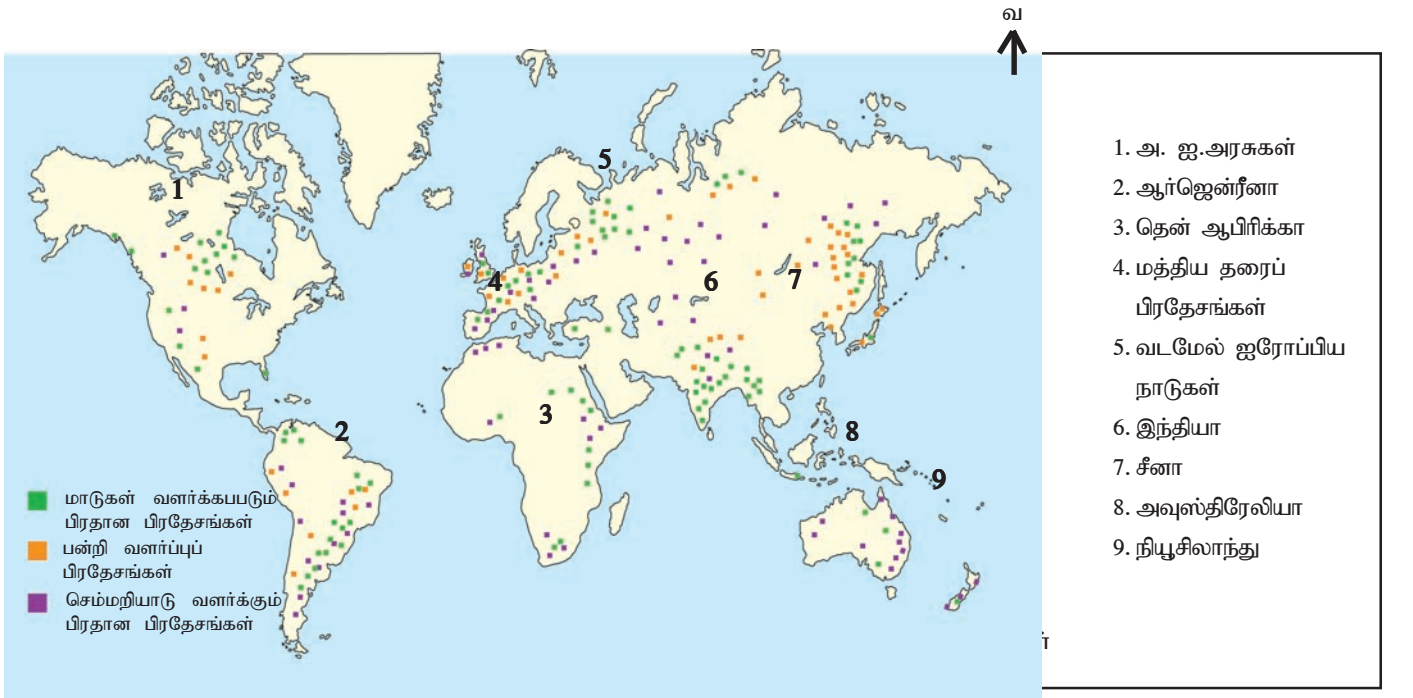 வ
1
2
3
4
5
6
7
8
9
மாடுகள் வளர்க்கபபடும்
பிரதான பிரதேசங்கள்
பன்றி வளர்ப்புப்
பிரதேசங்கள்
செம்மறியாடு வளர்க்கும்
பிரதான பிரதேசங்கள்
1. அ. ஐ.அரசுகள்
2. ஆர்ஜென்ரீனா
3. தென் ஆபிரிக்கா
4. மத்திய தரைப்
பிரதேசங்கள்
5. வடமேல் ஐரோப்பிய
நாடுகள்
6. இந்தியா
7. சீனா
8. அவுஸ்திரேலியா
9. நியூசிலாந்து